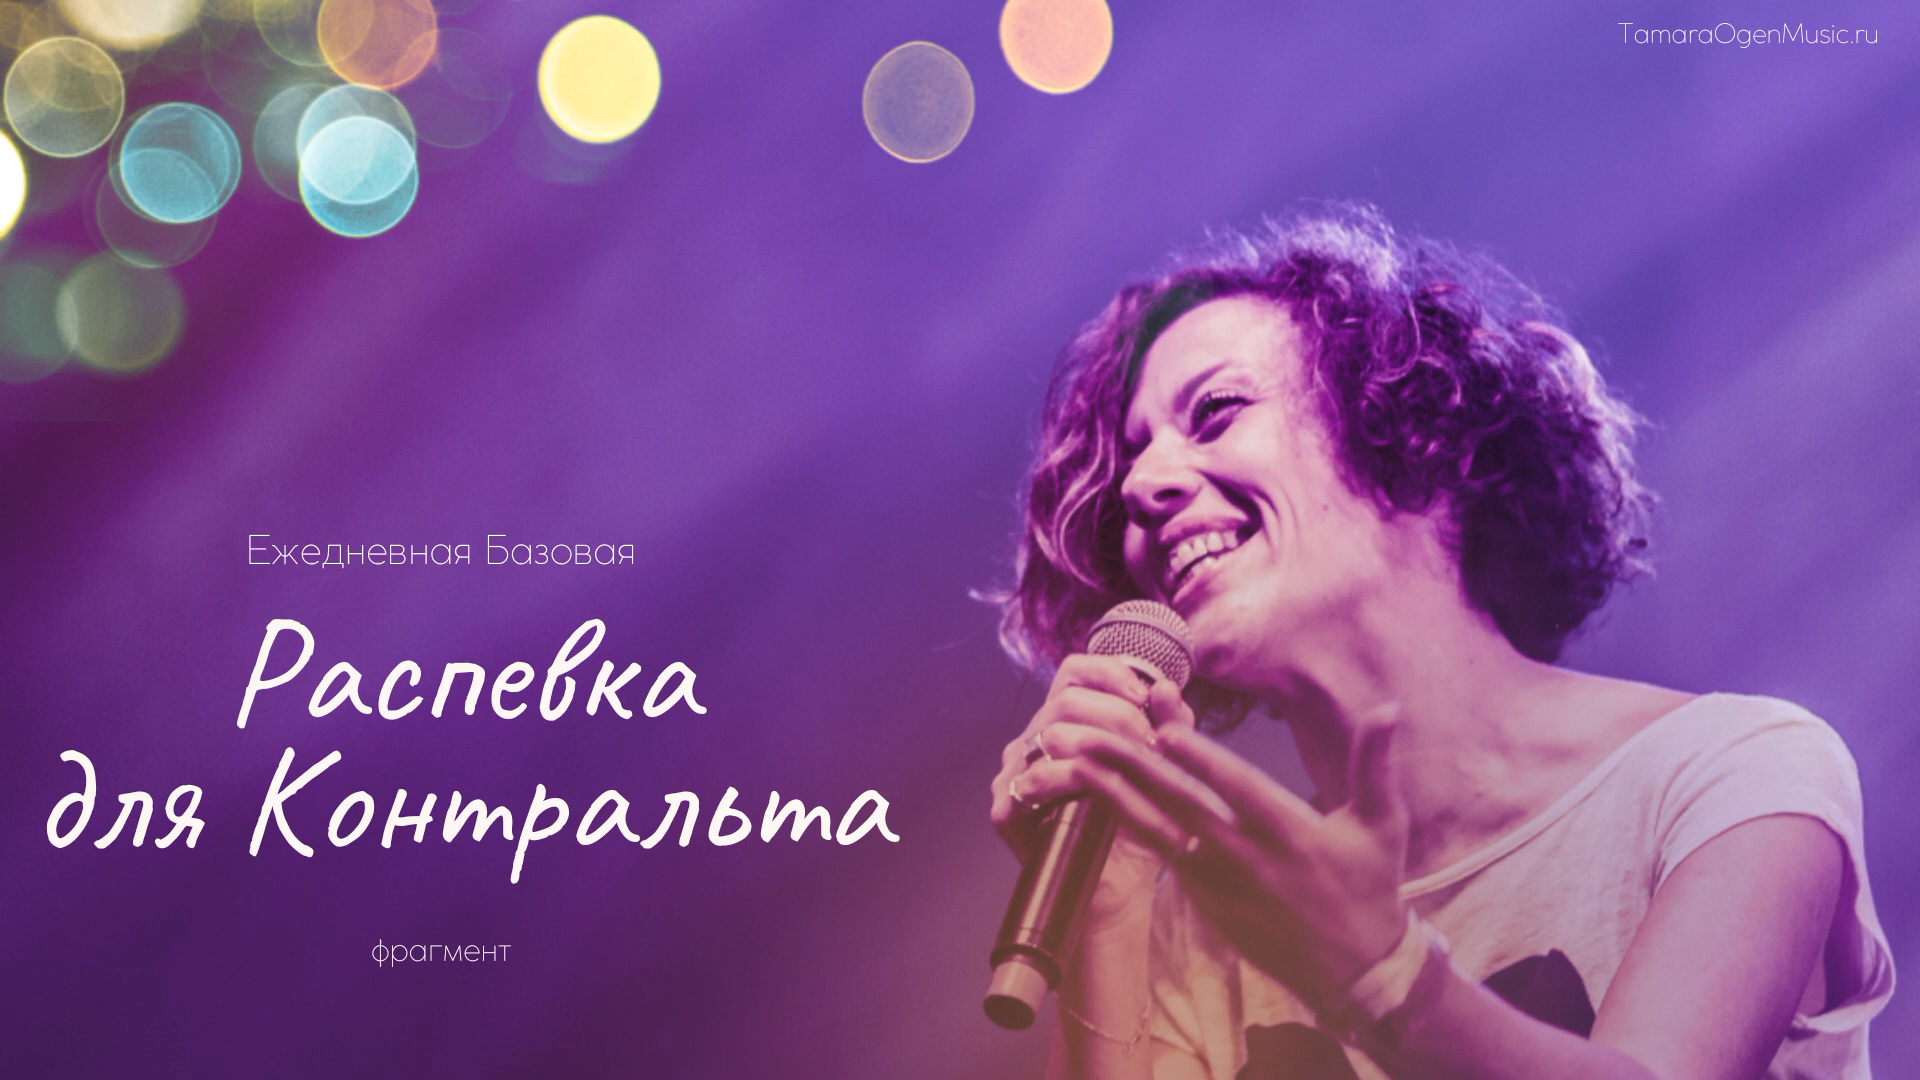 TamaraOgenMusic.ru
Ежедневная Базовая
Распевка
для Контральта
фрагмент